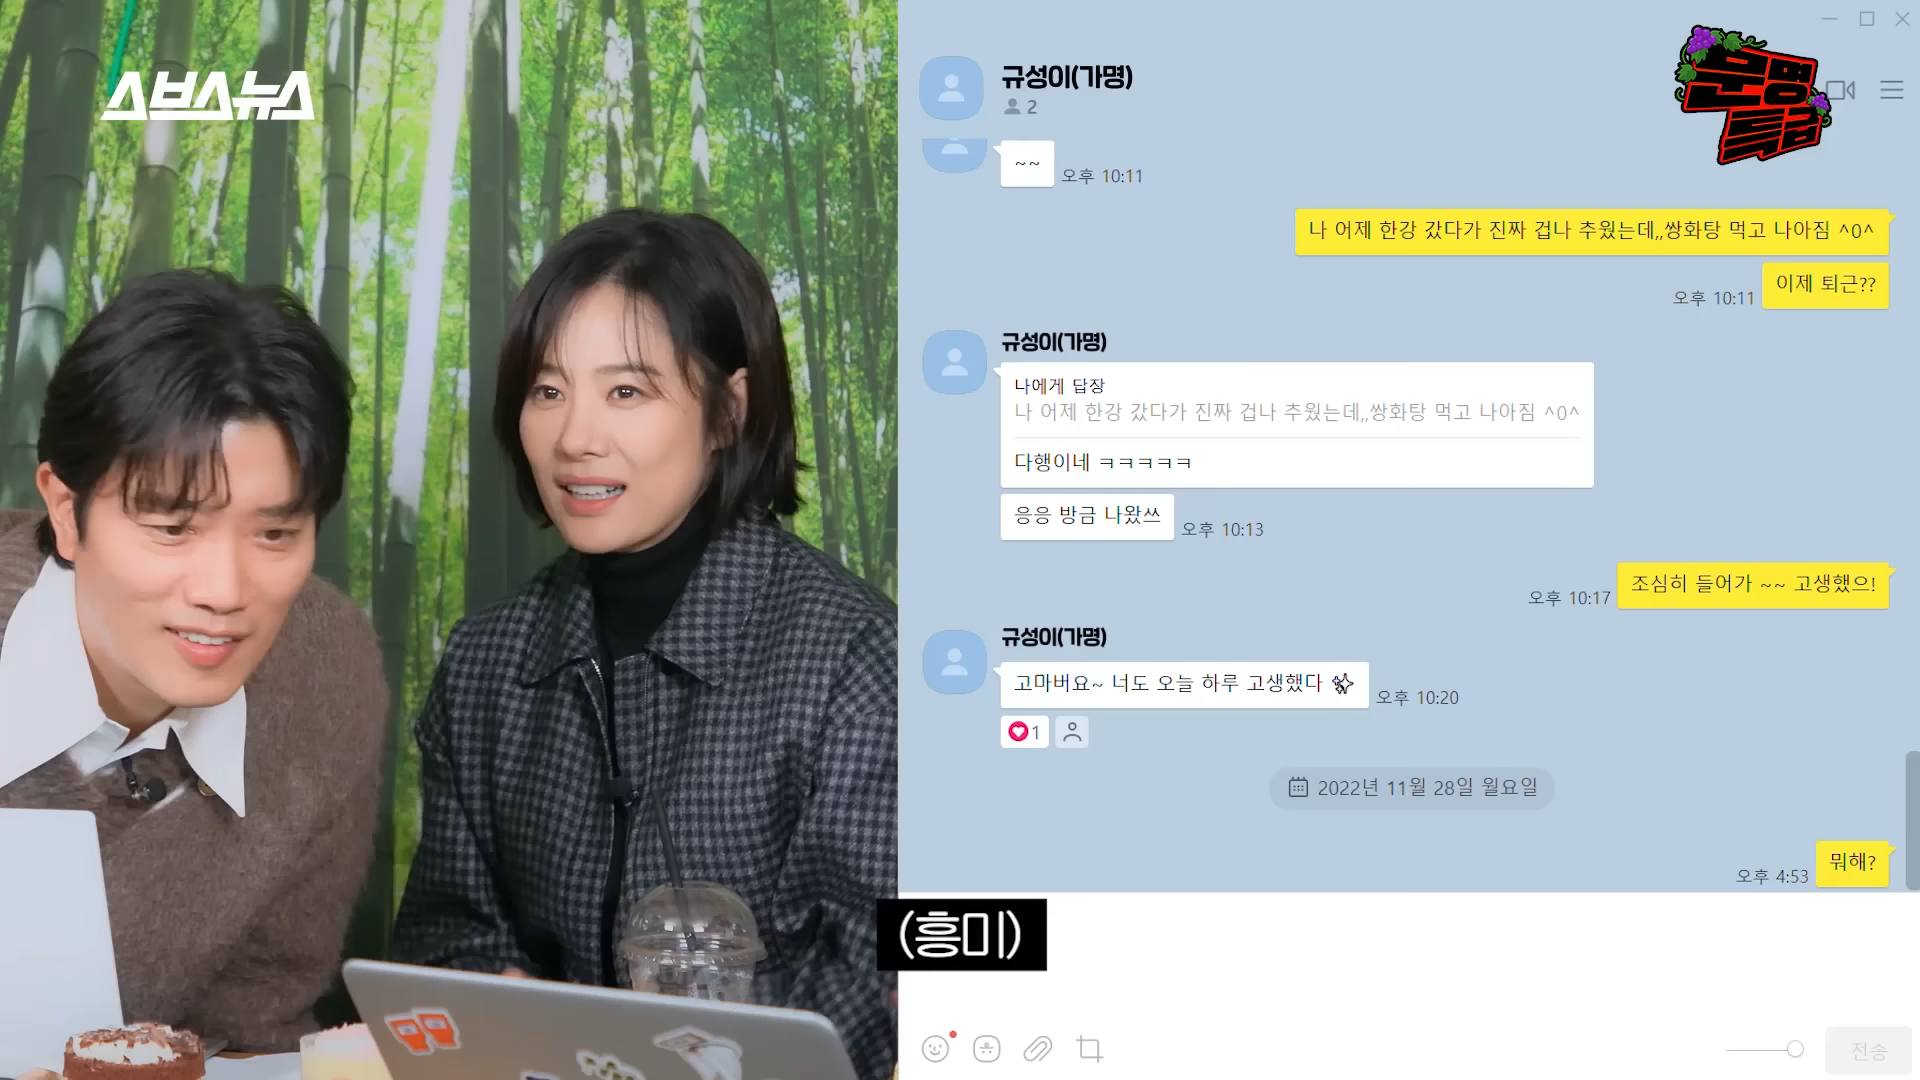 스브스뉴스
문명
특급
규성이(가명)
2
~~
오후 10:11
나 어제 한강 갔다가 진짜 겁나 추웠는데,,쌍화탕 먹고 나아짐 ^0^
이제 퇴근??
오후 10:11
규성이(가명)
나에게 답장
나 어제 한강 갔다가 진짜 겁나 추웠는데,,쌍화탕 먹고 나아짐 ^0^
다행이네 ㅋㅋㅋㅋㅋ
응응 방금 나왔쓰
오후 10:13
조심히 들어가 ~~ 고생했으!
오후 10:17
규성이(가명)
고마버요~ 너도 오늘 하루 고생했다
오후 10:20
1
2022년 11월 28일 월요일
뭐해?
오후 4:53
(흥미)
전송